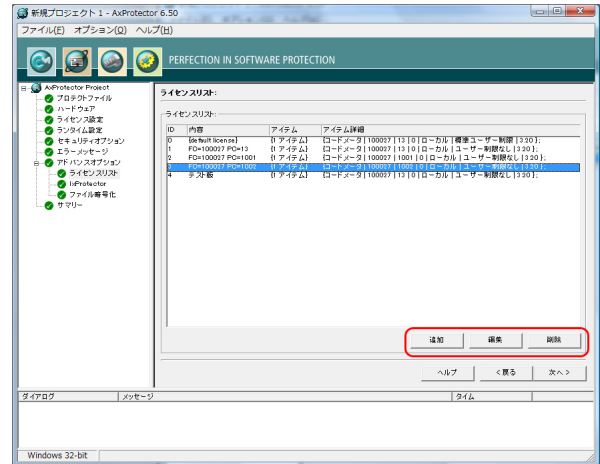 新規プロジェクト 1 - AxProtector 6.50
ファイル(F) オプション(O) ヘルプ(H)
PERFECTION IN SOFTWARE PROTECTION
AxProtector Project
プロテクトファイル
ハードウェア
ライセンス設定
ランタイム設定
セキュリティオプション
エラーメッセージ
アドバンスオプション
ライセンスリスト
IxProtector
ファイル暗号化
サマリー
ライセンスリスト:
ライセンスリスト:
ID 内容 アイテム アイテム詳細
0 {default license} {1 アイテム} {コードメータ | 100027 | 13 | 0 | ローカル | 標準ユーザー制限 | 3.20 };
1 FC=100027 PC=13 {1 アイテム} {コードメータ | 100027 | 13 | 0 | ローカル | ユーザー制限なし | 3.20 };
2 FC=100027 PC=1001 {1 アイテム} {コードメータ | 100027 | 1001 | 0 | ローカル | ユーザー制限なし | 3.20 };
3 FC=100027 PC=1002 {1 アイテム} {コードメータ | 100027 | 1002 | 0 | ローカル | ユーザー制限なし | 3.20 };
4 テスト版 {1 アイテム} {コードメータ | 100027 | 13 | 0 | ローカル | ユーザー制限なし | 3.20 };
追加 編集 削除
ヘルプ < 戻る 次へ >
ダイアログ メッセージ タイム
Windows 32-bit